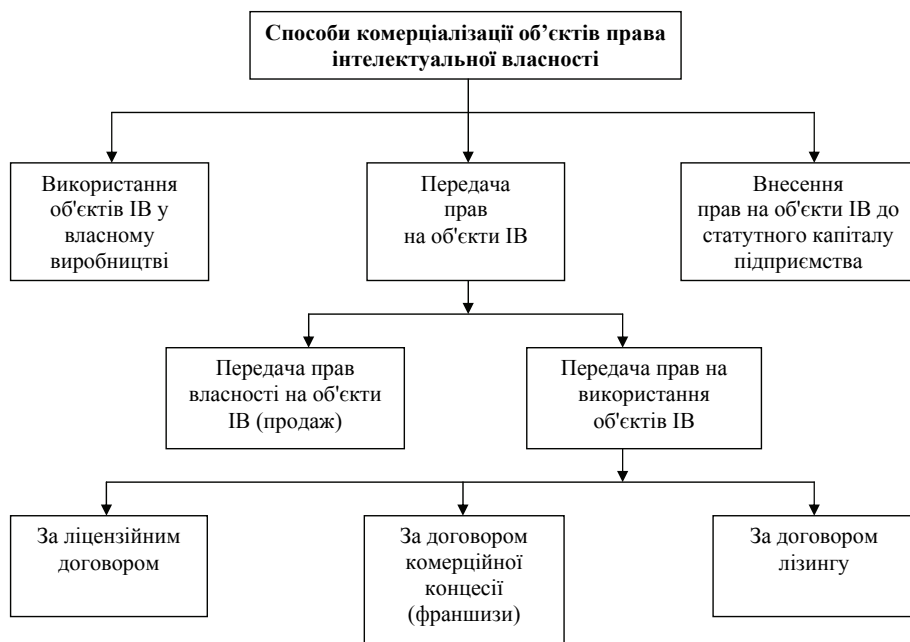 Способи комерціалізації об’єктів права
інтелектуальної власності
Використання
об'єктів ІВ у
власному
виробництві
Передача
прав
на об'єкти ІВ
Внесення
прав на об'єкти ІВ до
статутного капіталу
підприємства
Передача прав
власності на об'єкти
ІВ (продаж)
Передача прав на
використання
об'єктів ІВ
За ліцензійним
договором
За договором
комерційної
концесії
(франшизи)
За договором
лізингу